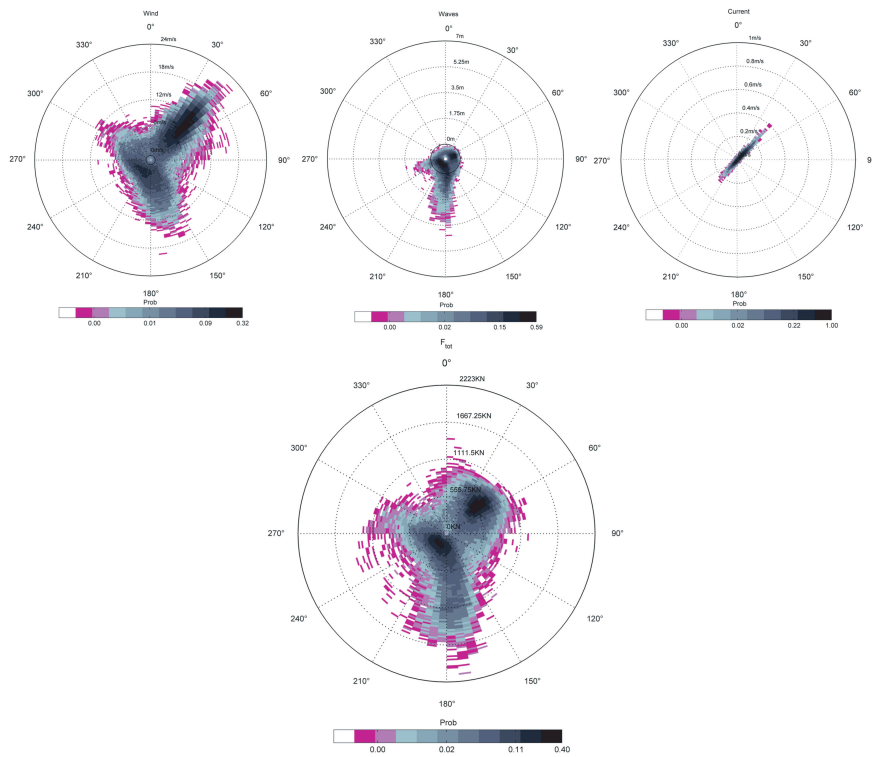 Wind
0°
24m/s
330°
30°
18m/s
300°
12m/s
60°
270°
90°
240°
120°
210°
150°
180°
Prob
0.00 0.01 0.09 0.32
Waves
0°
7m
330°
30°
5.25m
300°
3.5m
60°
1.75m
0m
270°
90°
240°
120°
210°
150°
180°
Prob
0.00 0.02 0.15 0.59
Current
0°
1m/s
330°
30°
0.8m/s
300°
0.6m/s
60°
0.4m/s
0.2m/s
270°
9
240°
120°
210°
150°
180°
Prob
0.00 0.02 0.22 1.00
Ftot
0°
2223KN
330°
30°
1667.25KN
300°
1111.5KN
60°
555.75KN
0KN
270°
90°
240°
120°
210°
150°
180°
Prob
0.00 0.02 0.11 0.40